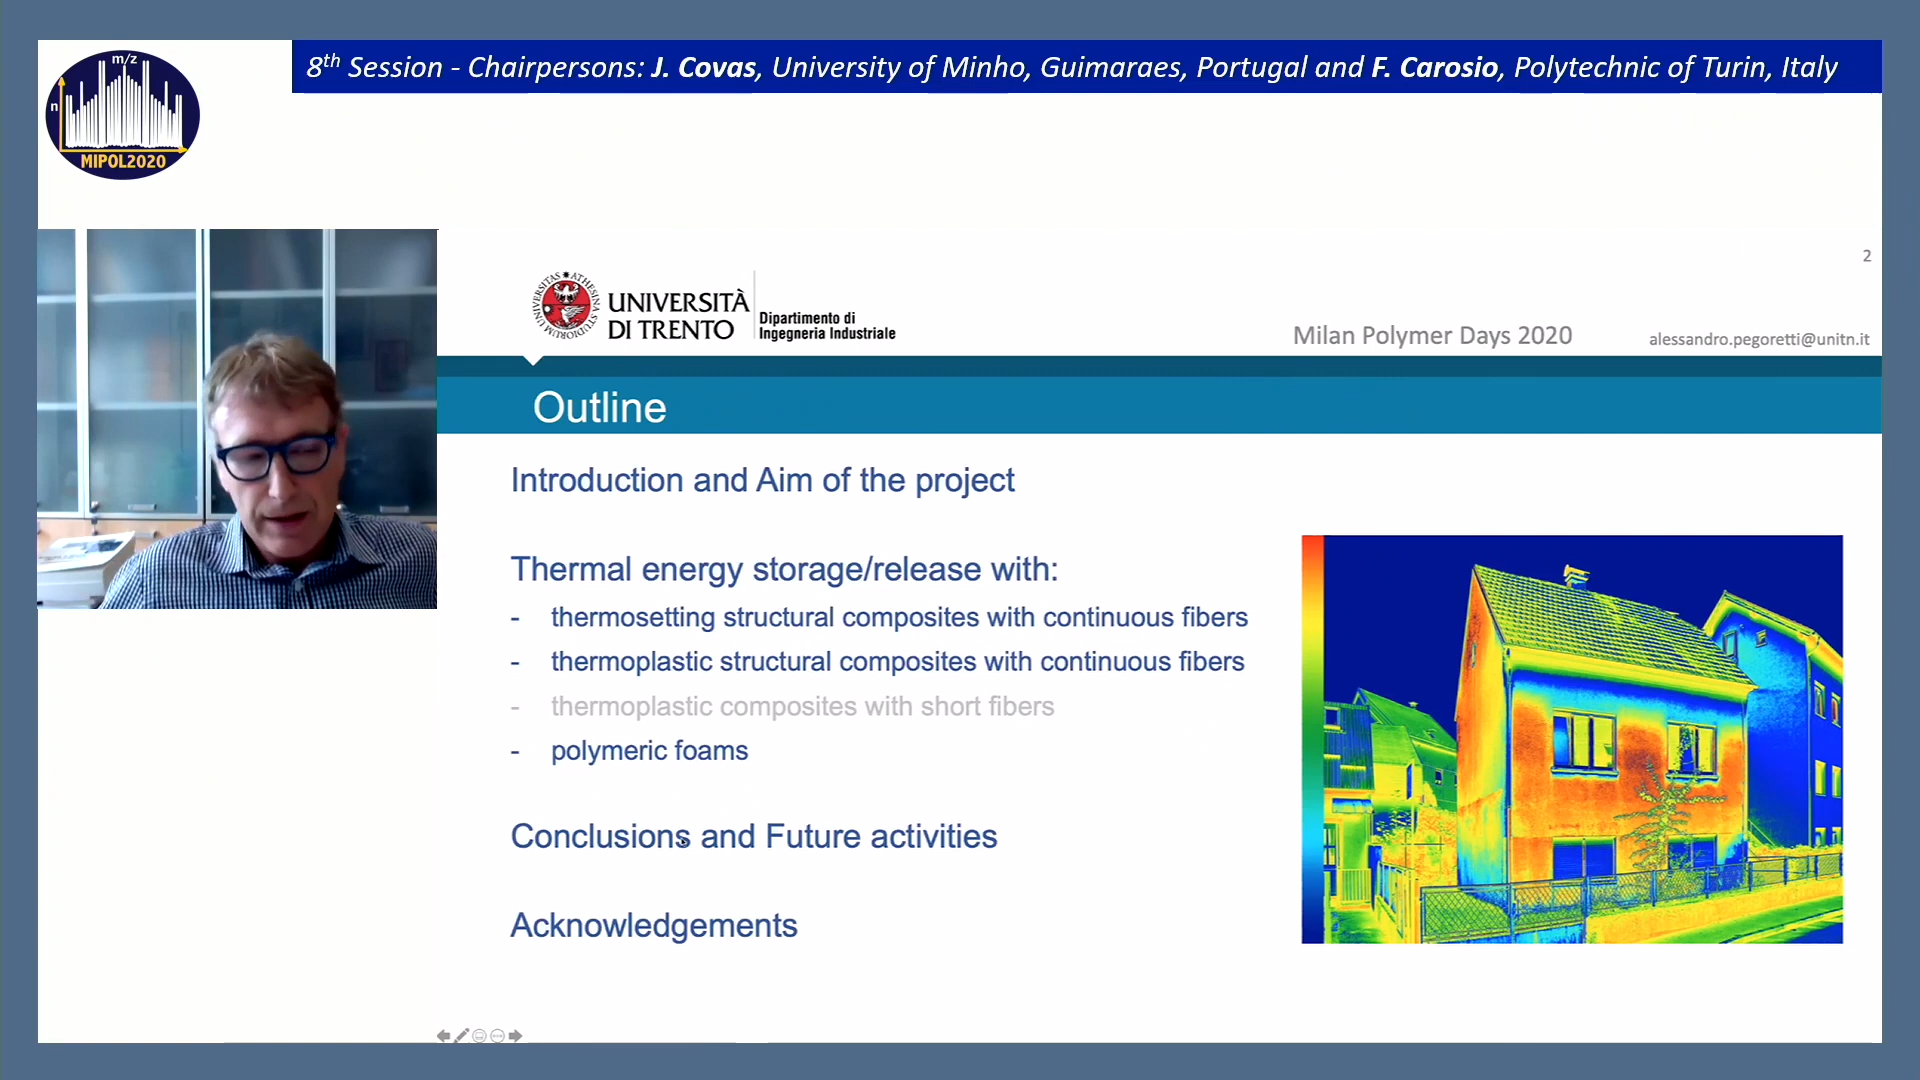 8th Session - Chairpersons: J. Covas, University of Minho, Guimaraes, Portugal and F. Carosio, Polytechnic of Turin, Italy
m/z
n
MIPOL2020
2
UNIVERSITÀ
DI TRENTO
Dipartimento di
Ingegneria Industriale
Milan Polymer Days 2020
alessandro.pegoretti@unitn.it
Outline
Introduction and Aim of the project
Thermal energy storage/release with:
- thermosetting structural composites with continuous fibers
- thermoplastic structural composites with continuous fibers
- thermoplastic composites with short fibers
- polymeric foams
Conclusions and Future activities
Acknowledgements